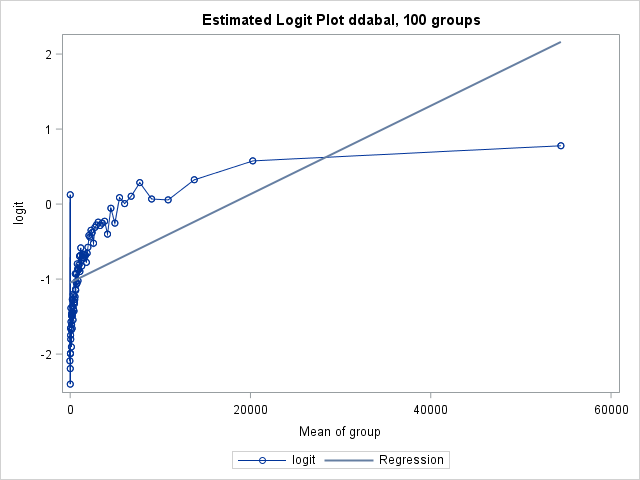 Estimated Logit Plot ddabal, 100 groups
2
1
0
-1
-2
logit
0 20000 40000 60000
Mean of group
logit Regression